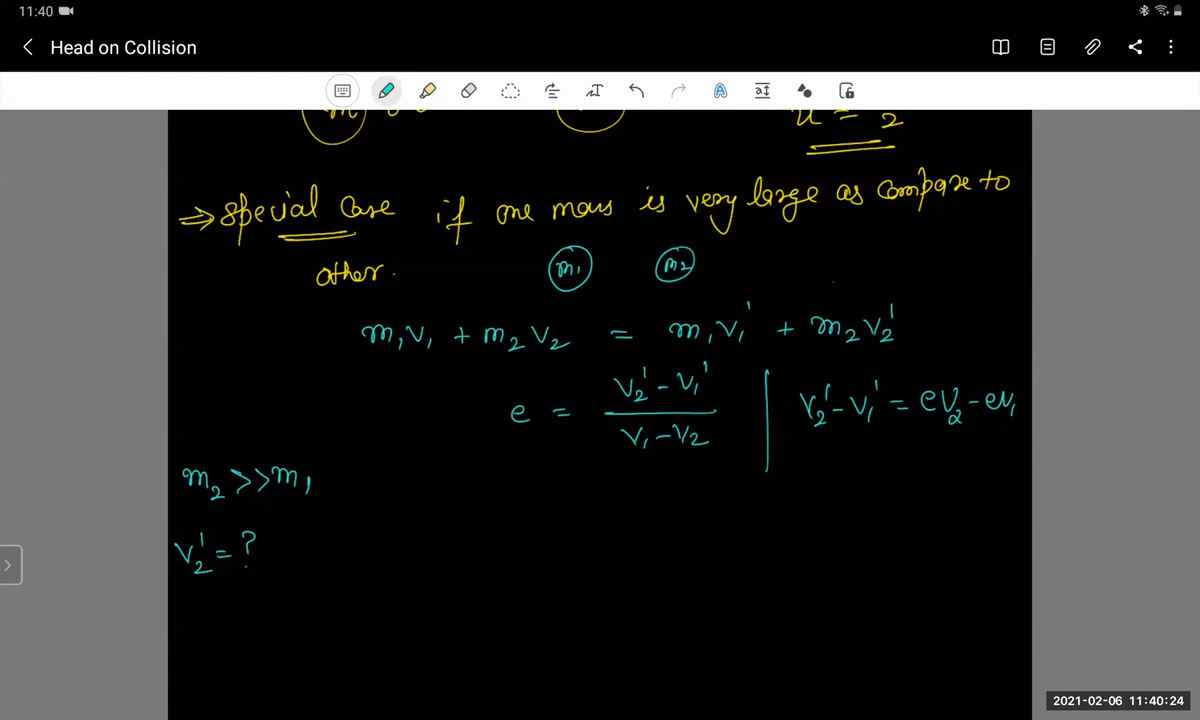 11:40
Head on Collision
u = 2
⇒ Special Case if one mass is very large as compare to
other.
m1 m2
m1v1 + m2v2 = m1v1' + m2v2'
e = (v2' - v1') / (v1 - v2) | v2' - v1' = ev2 - ev1
m2 >> m1
v2' = ?
2021-02-06 11:40:24